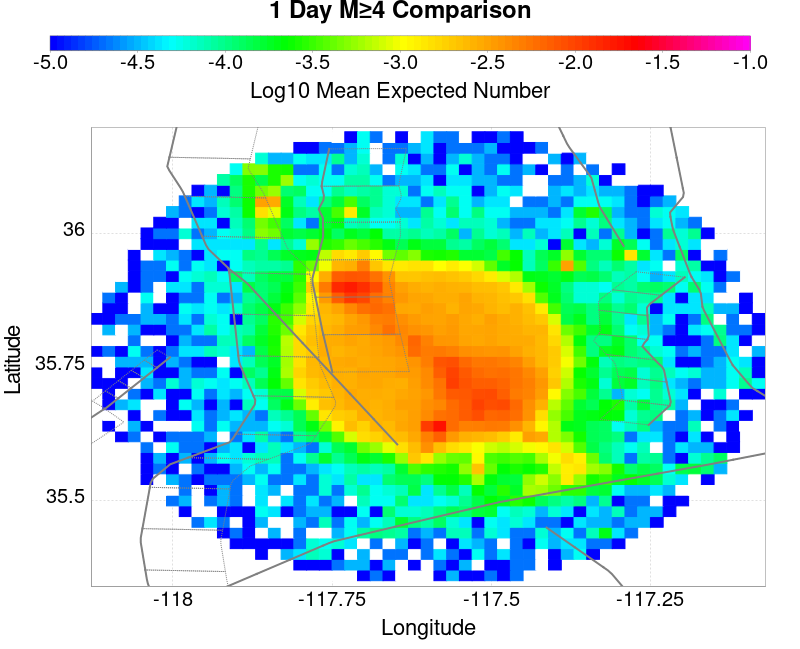 1 Day M≥4 Comparison
-5.0 -4.5 -4.0 -3.5 -3.0 -2.5 -2.0 -1.5 -1.0
Log10 Mean Expected Number
36
35.75
35.5
Latitude
-118 -117.75 -117.5 -117.25
Longitude